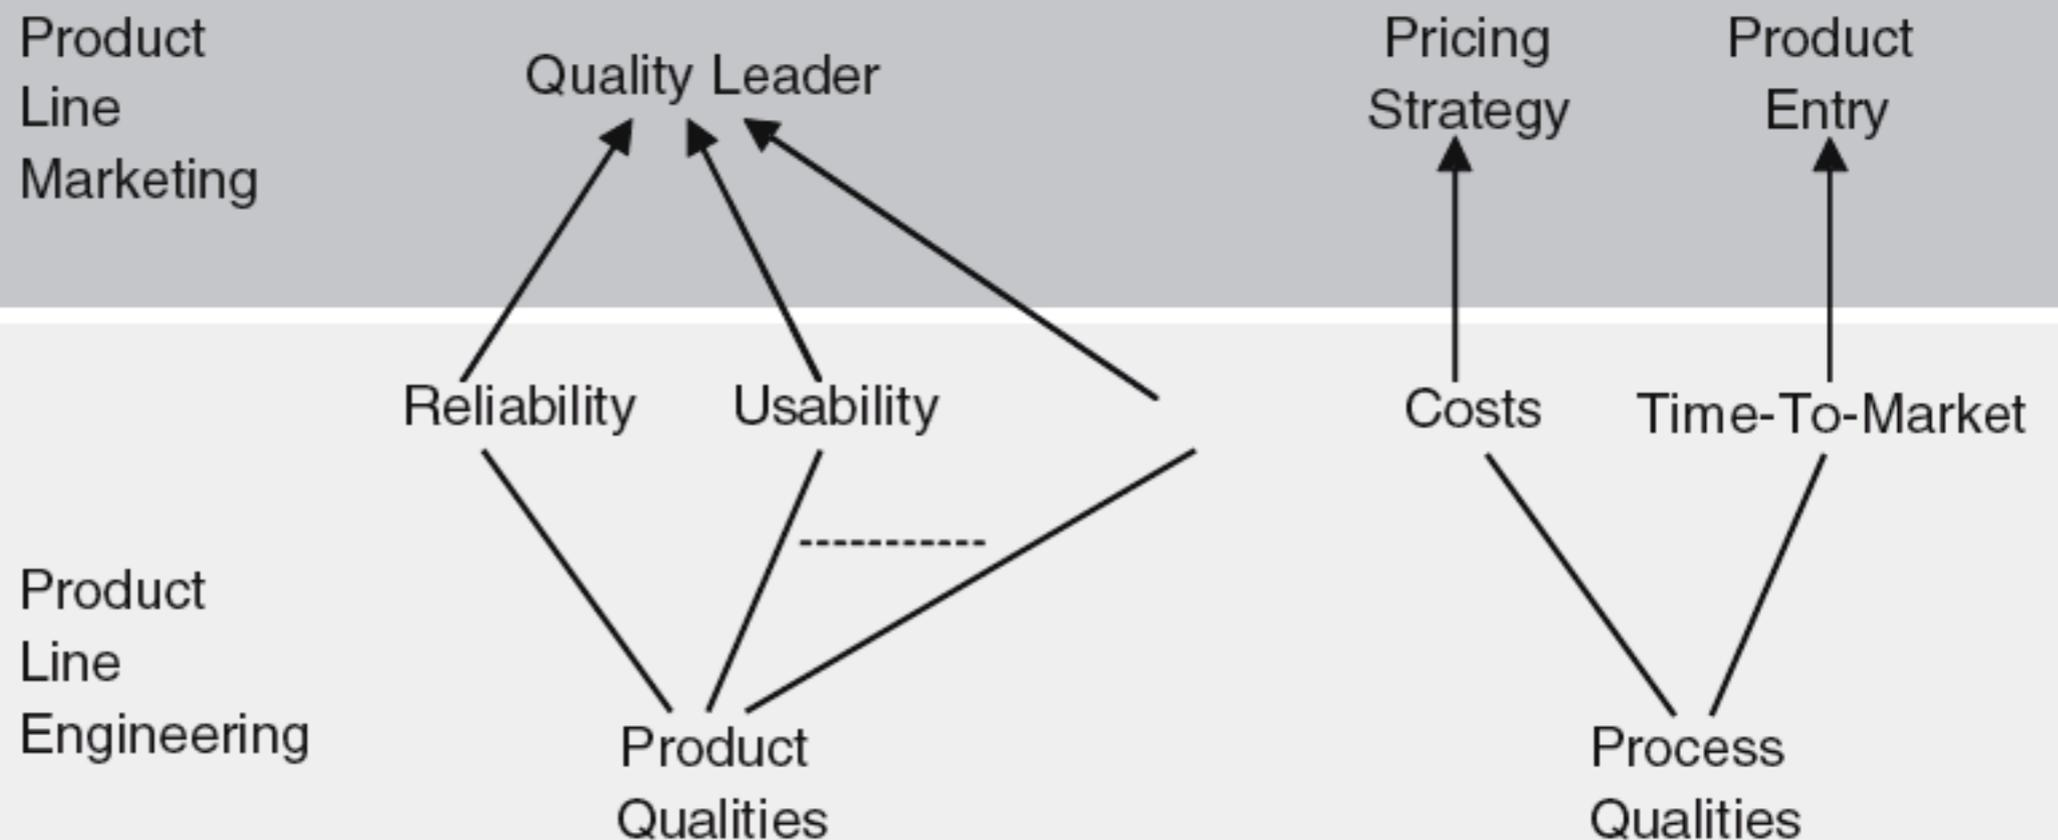 Product
Line
Marketing
Quality Leader
Pricing
Strategy
Product
Entry
Reliability
Usability
Costs
Time-To-Market
Product
Line
Engineering
Product
Qualities
Process
Qualities